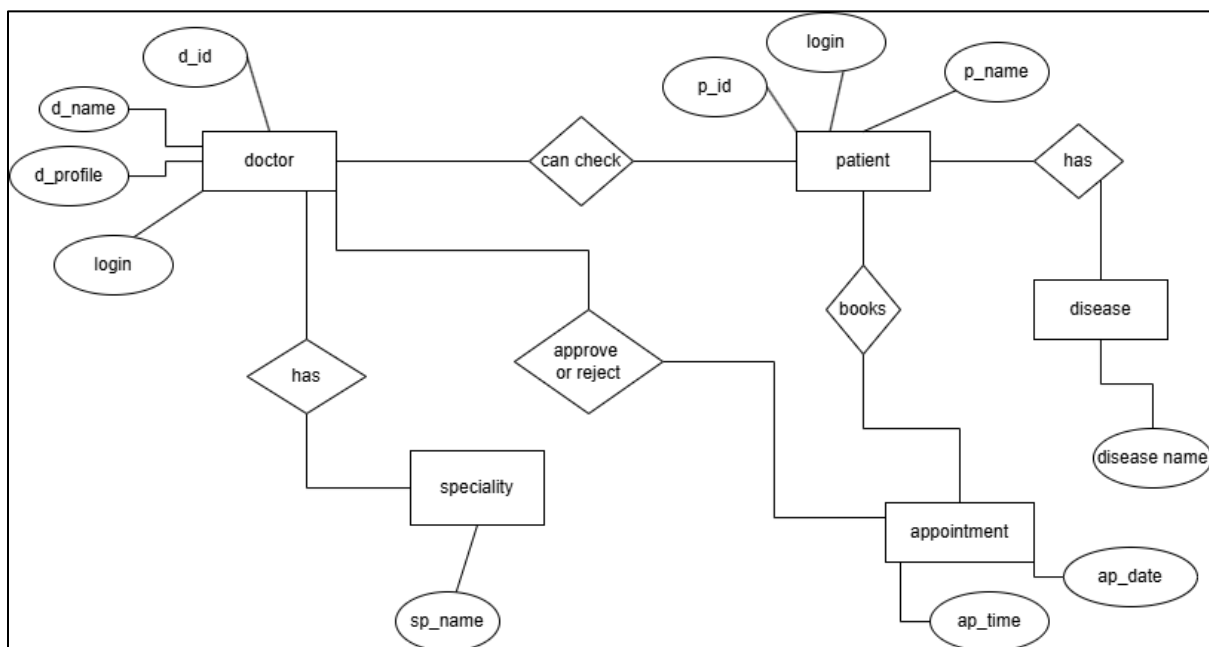 d_id
login
p_id
p_name
d_name
doctor
can check
patient
has
d_profile
login
books
disease
has
approve
or reject
disease name
speciality
appointment
ap_date
sp_name
ap_time